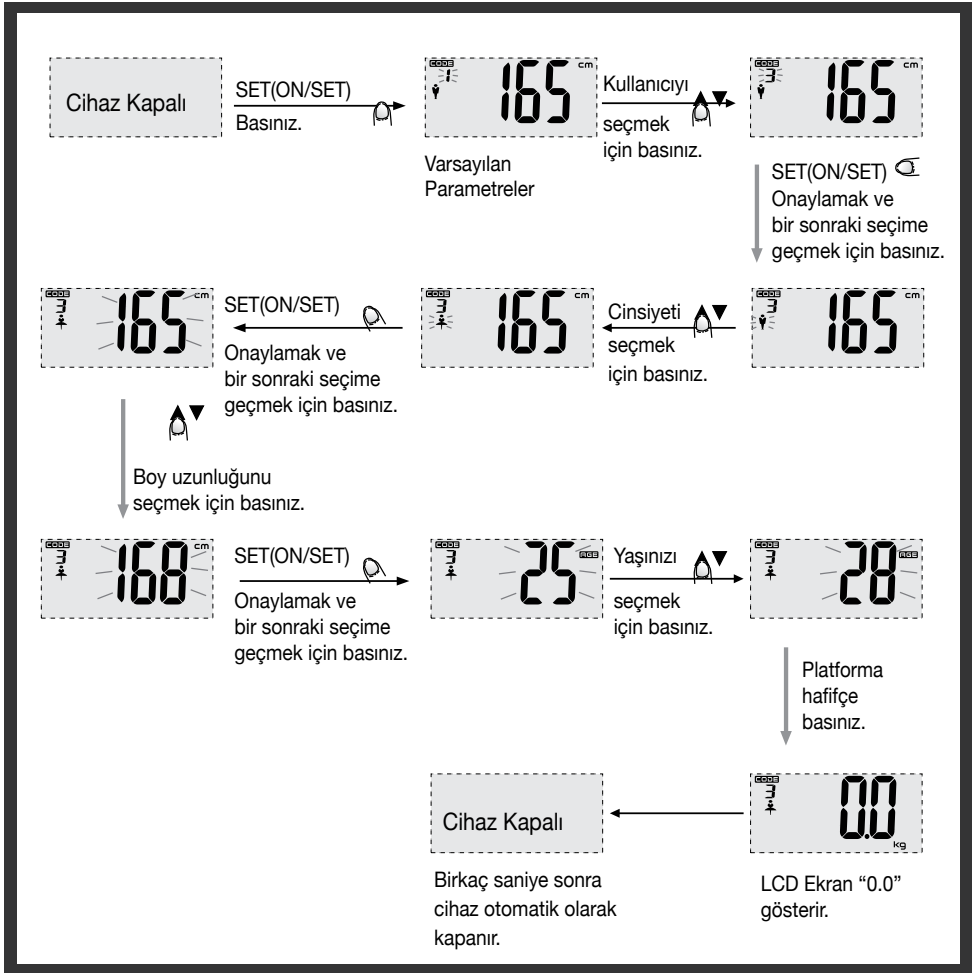 Cihaz Kapalı
SET(ON/SET)
Basınız.
CODE
1
165
cm
Varsayılan
Parametreler
Kullanıcıyı
seçmek
için basınız.
CODE
3
165
cm
SET(ON/SET)
Onaylamak ve
bir sonraki seçime
geçmek için basınız.
CODE
3
165
cm
Cinsiyeti
seçmek
için basınız.
CODE
3
165
cm
SET(ON/SET)
Onaylamak ve
bir sonraki seçime
geçmek için basınız.
CODE
3
165
cm
Boy uzunluğunu
seçmek için basınız.
CODE
3
168
cm
SET(ON/SET)
Onaylamak ve
bir sonraki seçime
geçmek için basınız.
CODE
3
25
AGE
Yaşınızı
seçmek
için basınız.
CODE
3
28
AGE
Platforma
hafifçe
basınız.
CODE
3
0.0
kg
LCD Ekran “0.0”
gösterir.
Cihaz Kapalı
Birkaç saniye sonra
cihaz otomatik olarak
kapanır.